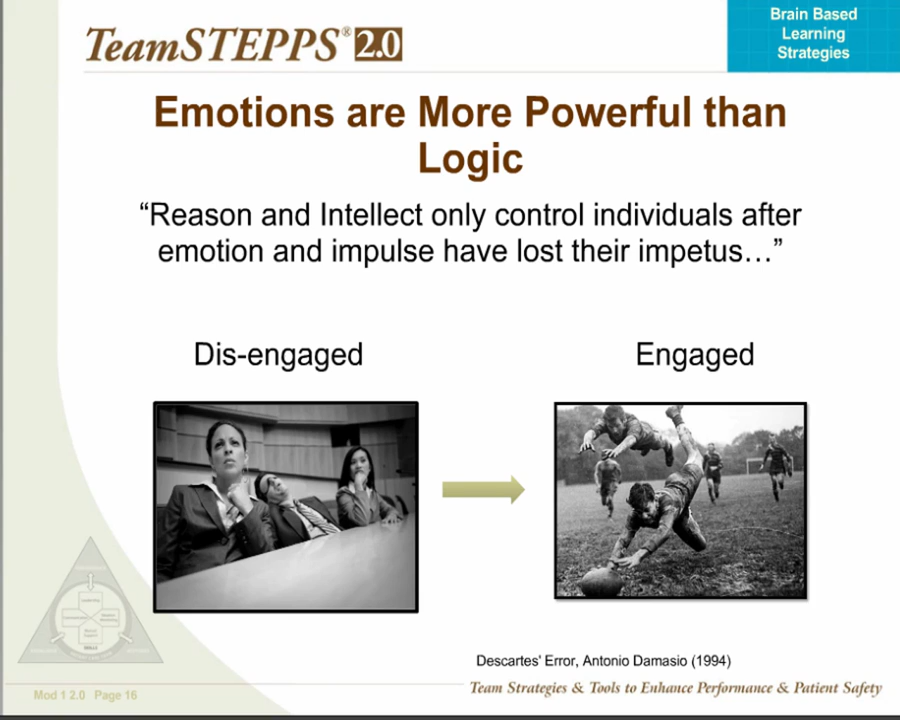 TeamSTEPPS® 2.0
Brain Based
Learning
Strategies
Emotions are More Powerful than
Logic
“Reason and Intellect only control individuals after
emotion and impulse have lost their impetus…”
Dis-engaged
Engaged
Descartes' Error, Antonio Damasio (1994)
Mod 1 2.0 Page 16
Team Strategies & Tools to Enhance Performance & Patient Safety